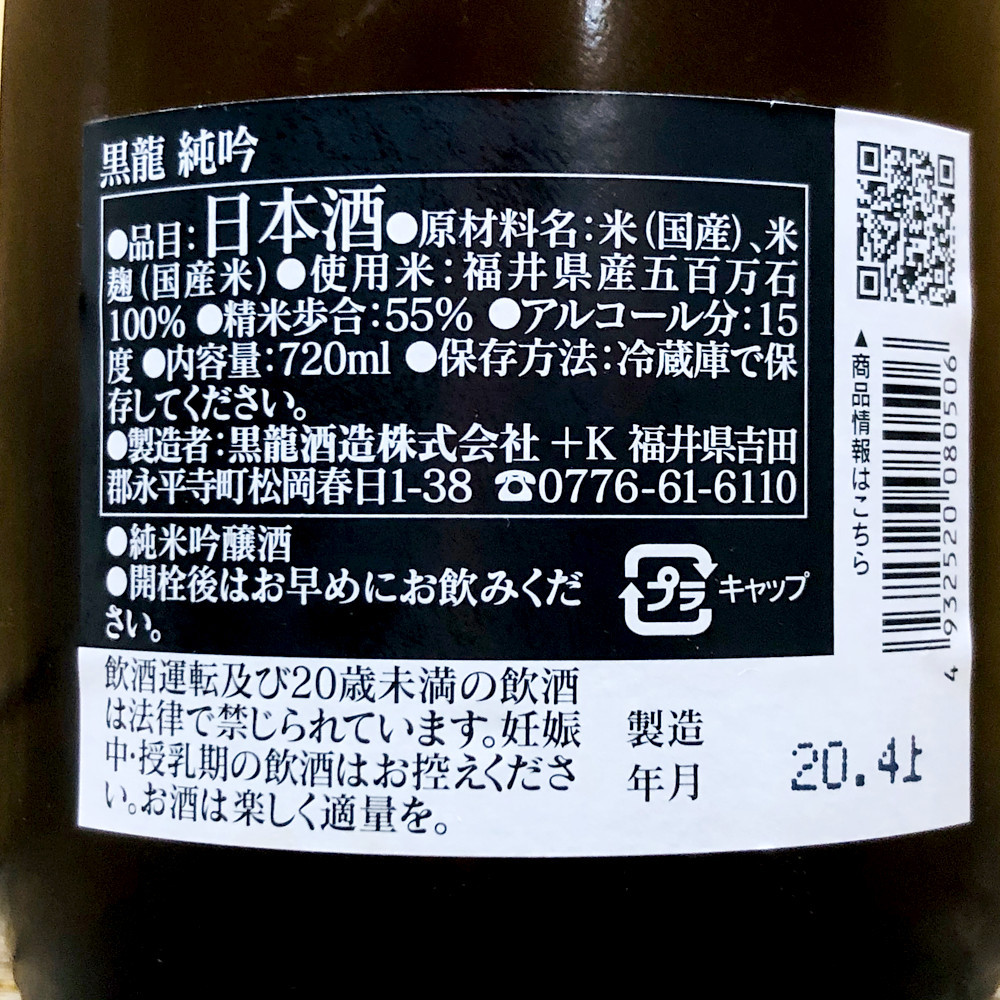 黒龍 純吟
●品目：日本酒●原材料名：米（国産）、米
麹（国産米）●使用米：福井県産五百万石
100% ●精米歩合：55% ●アルコール分：15
度 ●内容量：720ml ●保存方法：冷蔵庫で保
存してください。
●製造者：黒龍酒造株式会社 +K 福井県吉田
郡永平寺町松岡春日1-38 ☎0776-61-6110
●純米吟醸酒
●開栓後はお早めにお飲みくだ
さい。
プラ キャップ
飲酒運転及び20歳未満の飲酒
は法律で禁じられています。妊娠
中・授乳期の飲酒はお控えくださ
い。お酒は楽しく適量を。
製造
年月
20.4
▲商品情報はこちら
4 932520 080506